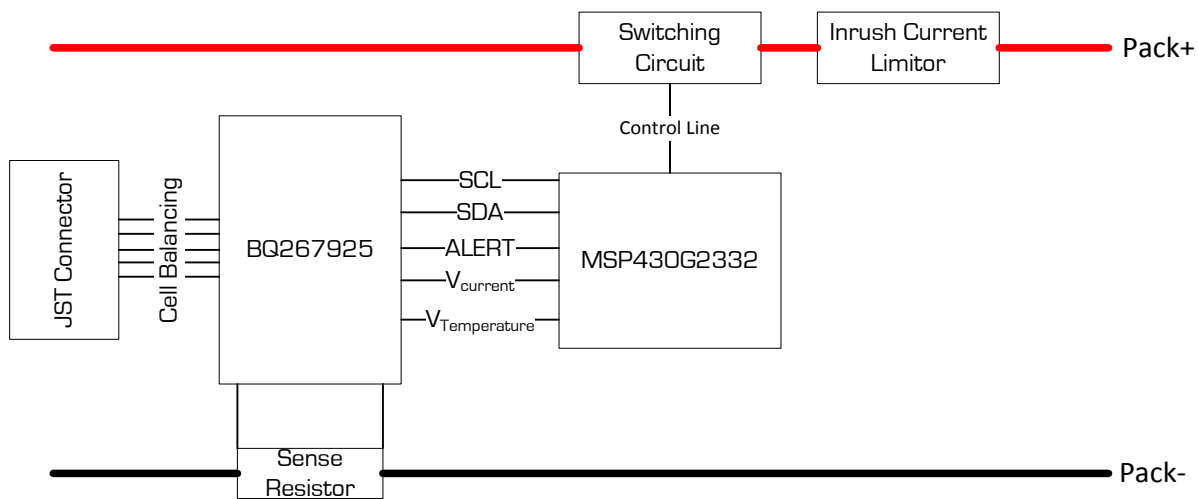 Switching
Circuit
Inrush Current
Limitor
Pack+
Control Line
JST Connector
Cell Balancing
BQ267925
SCL
SDA
ALERT
Vcurrent
VTemperature
MSP430G2332
Sense
Resistor
Pack-